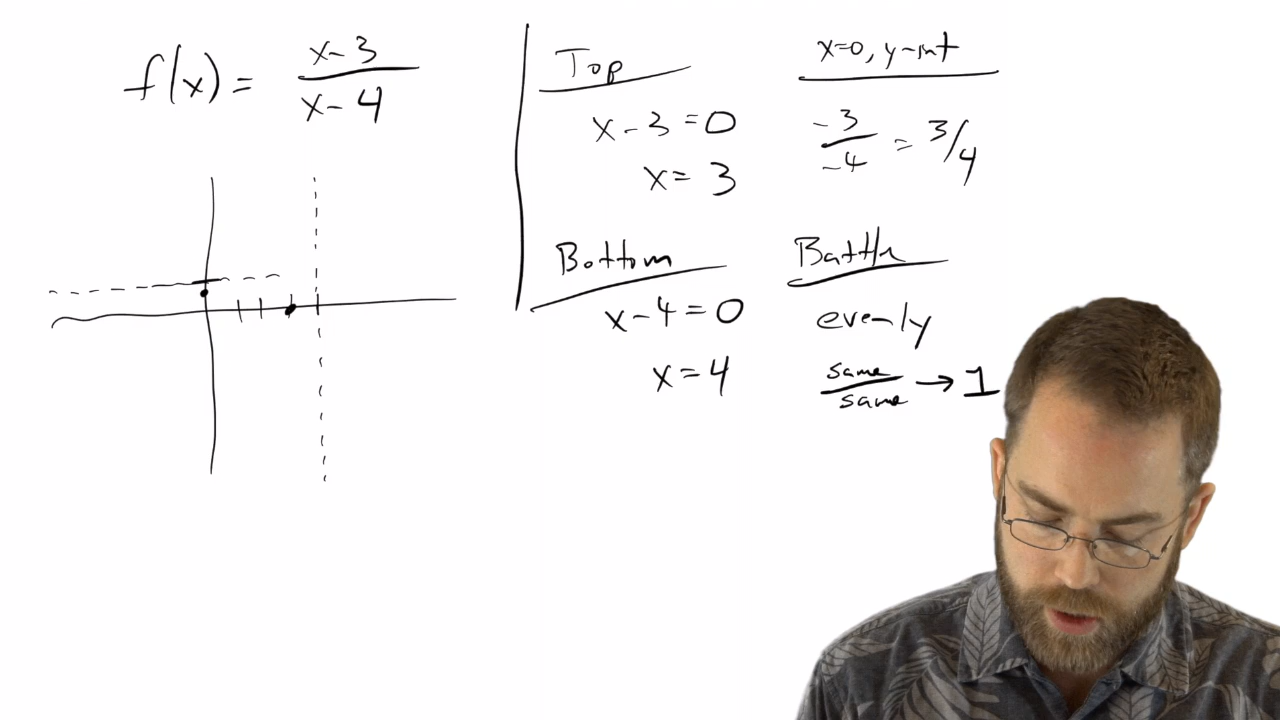 f(x) = x-3 / x-4
Top
x-3=0
x=3
x=0, y-int
-3/-4 = 3/4
Bottom
x-4=0
x=4
Battle
evenly
same/same → 1